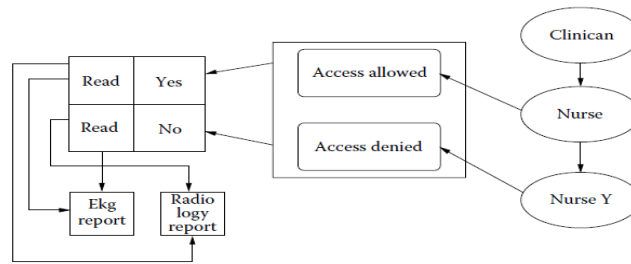 Clinican
Read Yes
Access allowed
Nurse
Read No
Access denied
Ekg
report
Radio
logy
report
Nurse Y